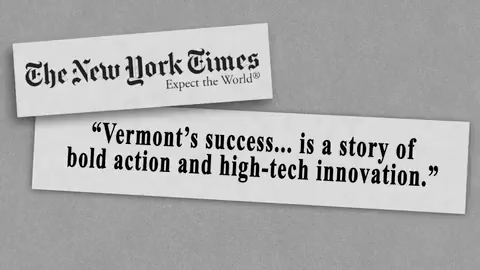 The New York Times
Expect the World®
“Vermont’s success... is a story of
bold action and high-tech innovation.”